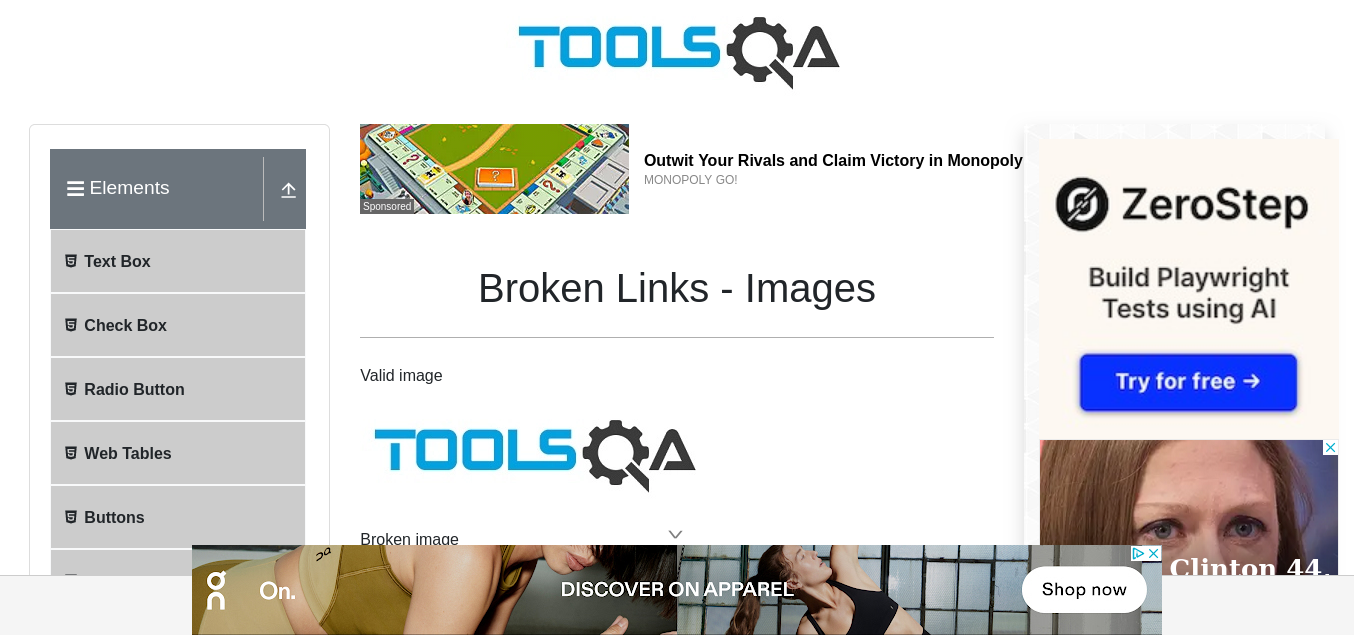 TOOLSQA
Elements
Text Box
Check Box
Radio Button
Web Tables
Buttons
Sponsored
Outwit Your Rivals and Claim Victory in Monopoly
MONOPOLY GO!
Broken Links - Images
Valid image
TOOLSQA
Broken image
ZeroStep
Build Playwright
Tests using AI
Try for free →
Clinton 44,
On.
DISCOVER ON APPAREL
Shop now